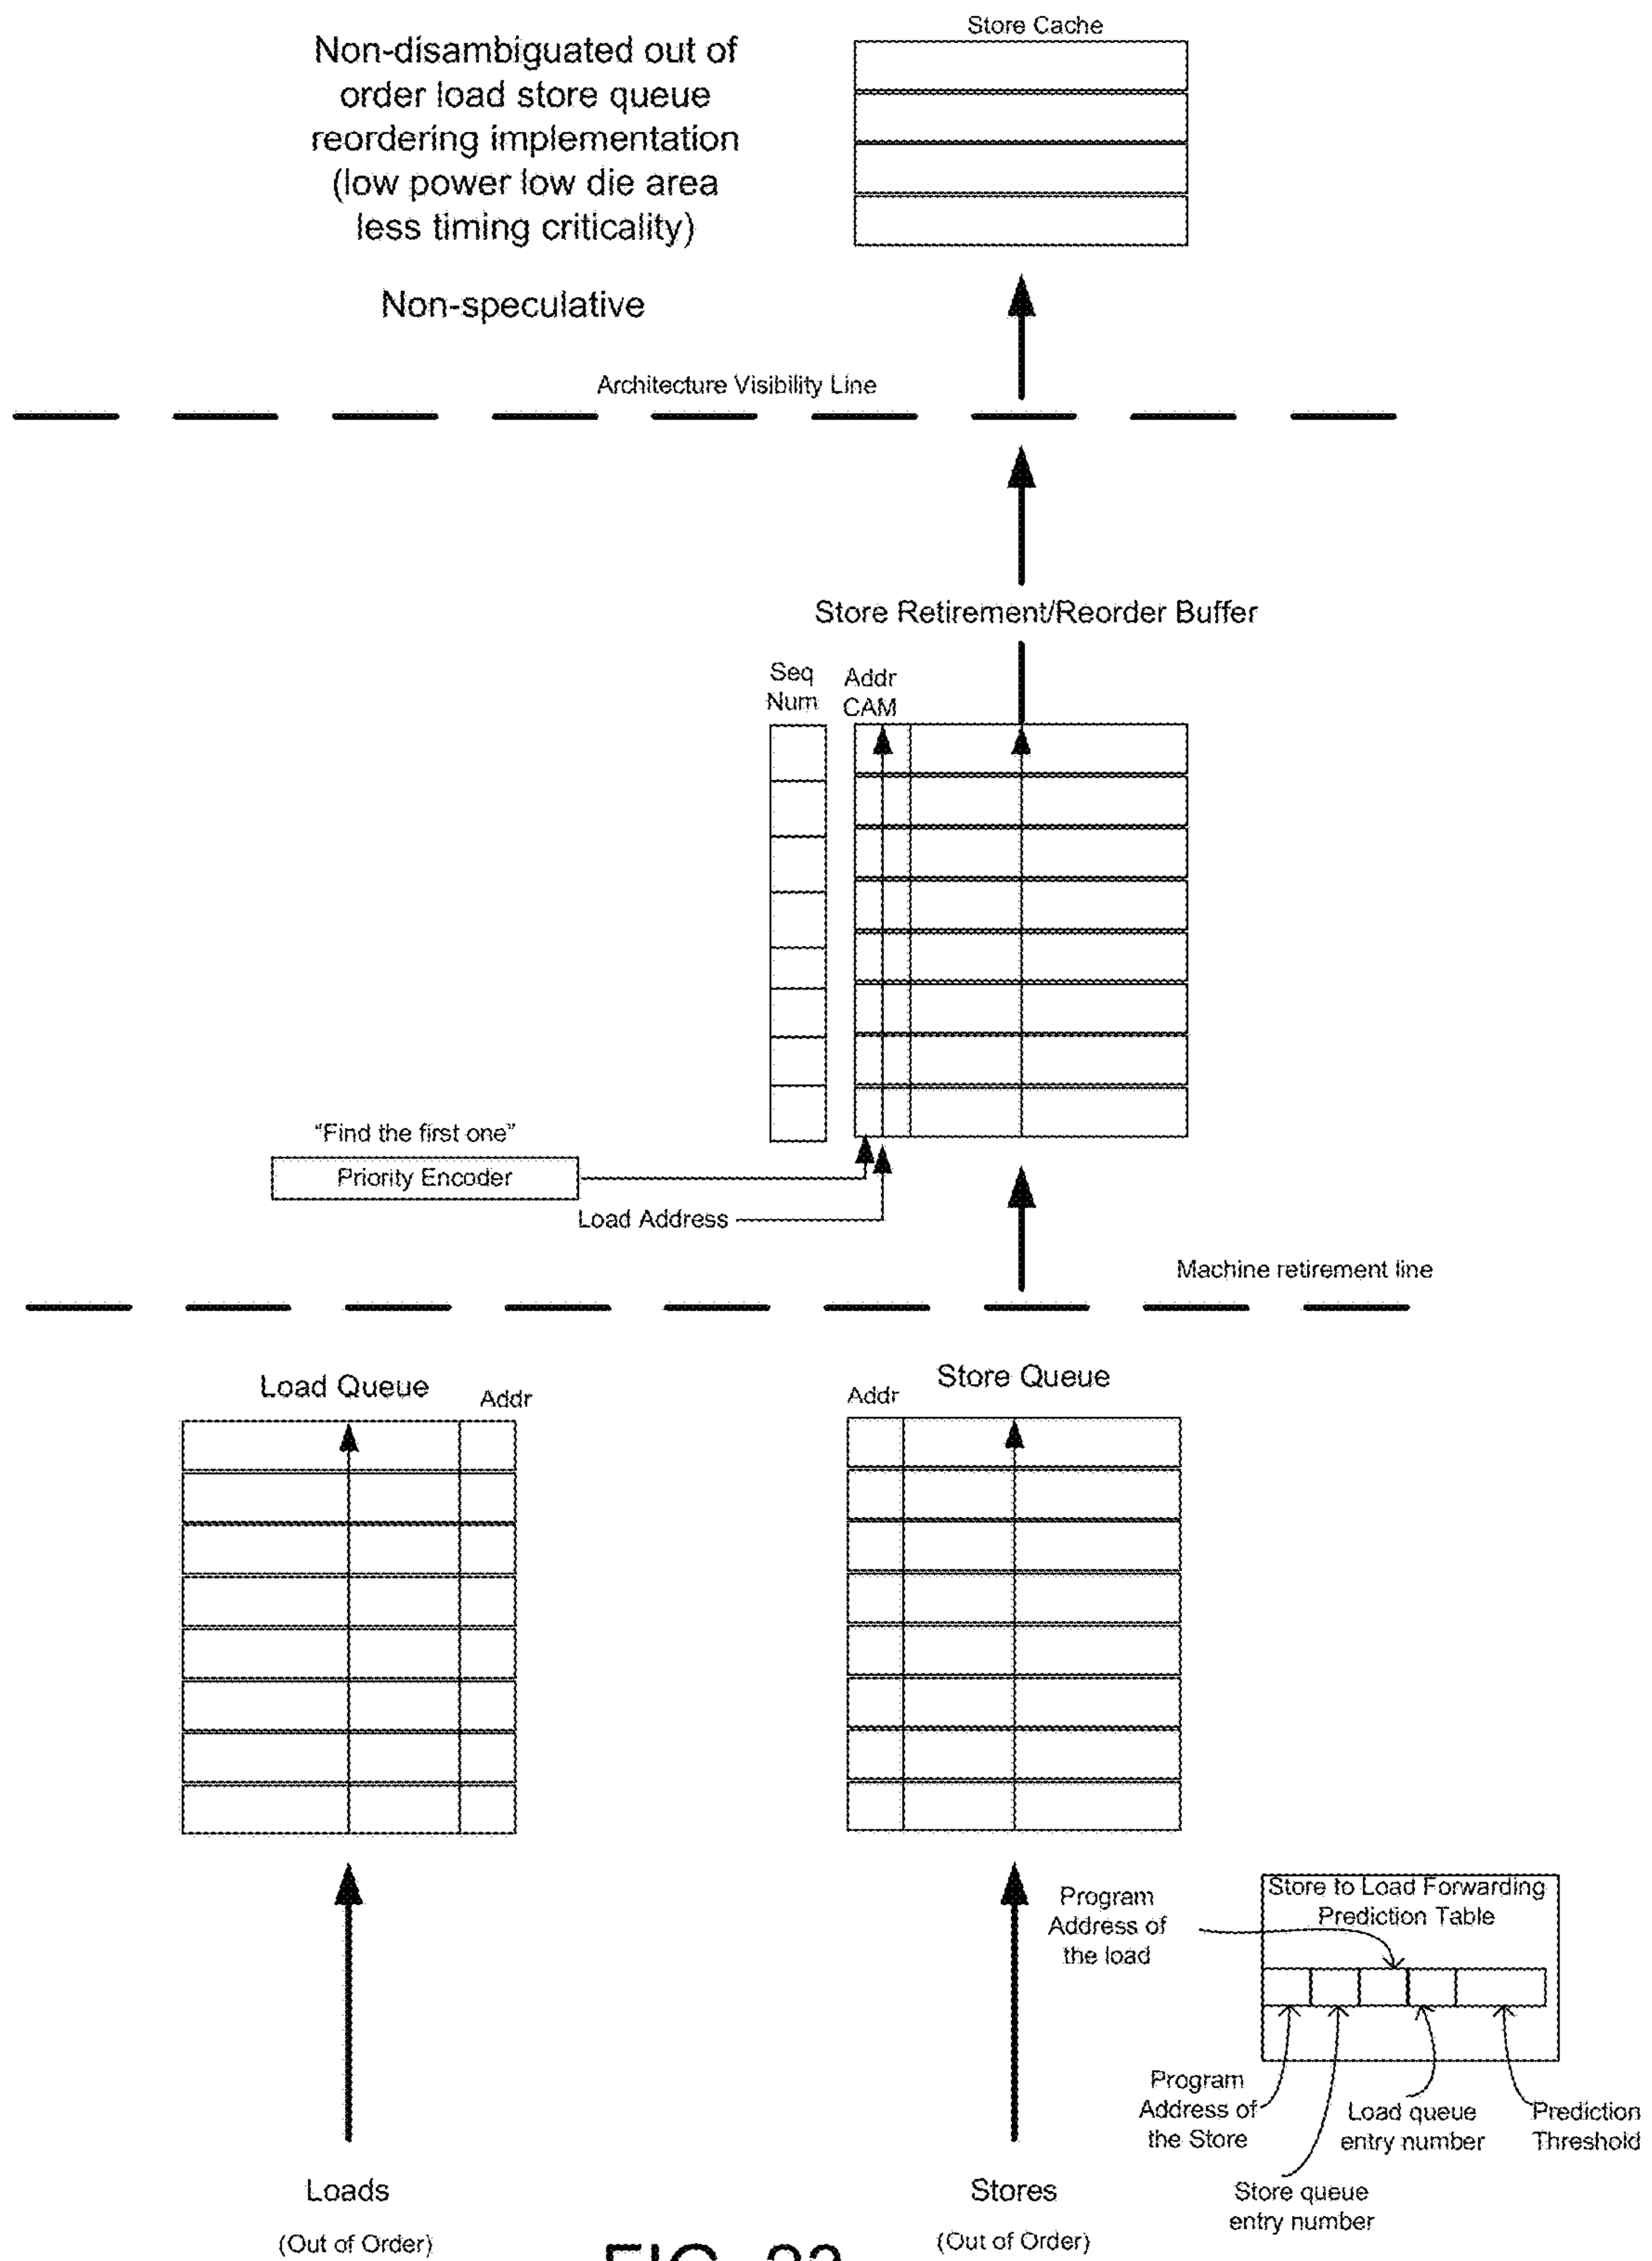 Store Cache
Non-disambiguated out of
order load store queue
reordering implementation
(low power low die area
less timing criticality)
Non-speculative
Architecture Visibility Line
Store Retirement/Reorder Buffer
Seq
Num
Addr
CAM
"Find the first one"
Priority Encoder
Load Address
Machine retirement line
Load Queue
Addr
Store Queue
Addr
Program
Address of
the load
Store to Load Forwarding
Prediction Table
Program
Address of
the Store
Load queue
entry number
Prediction
Threshold
Store queue
entry number
Loads
(Out of Order)
Stores
(Out of Order)